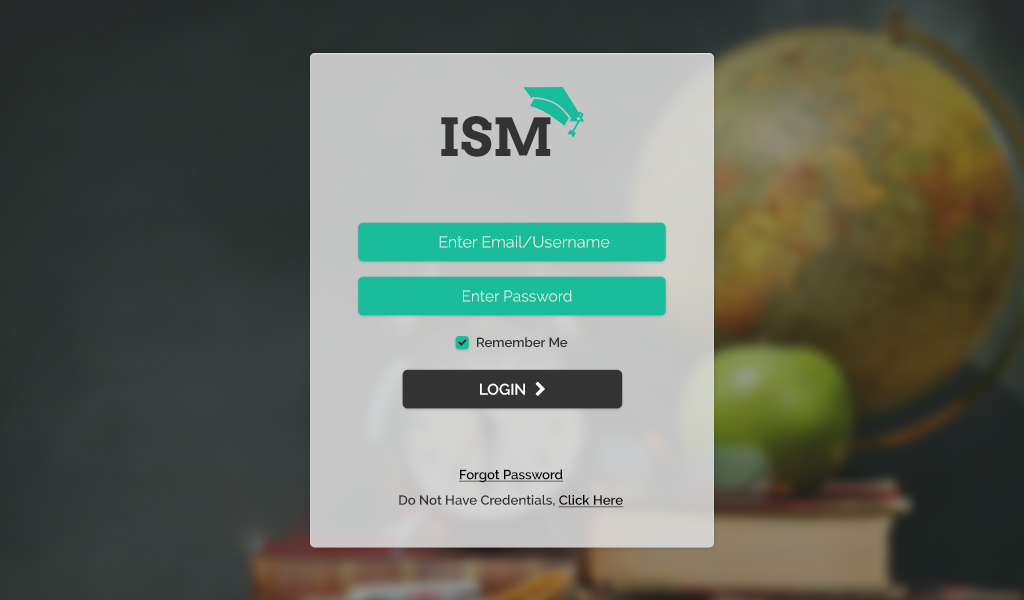 ISM
Enter Email/Username
Enter Password
Remember Me
LOGIN
Forgot Password
Do Not Have Credentials, Click Here